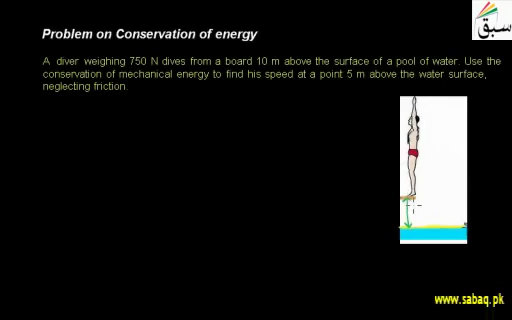 سبق
Problem on Conservation of energy
A diver weighing 750 N dives from a board 10 m above the surface of a pool of water. Use the
conservation of mechanical energy to find his speed at a point 5 m above the water surface,
neglecting friction.
www.sabaq.pk